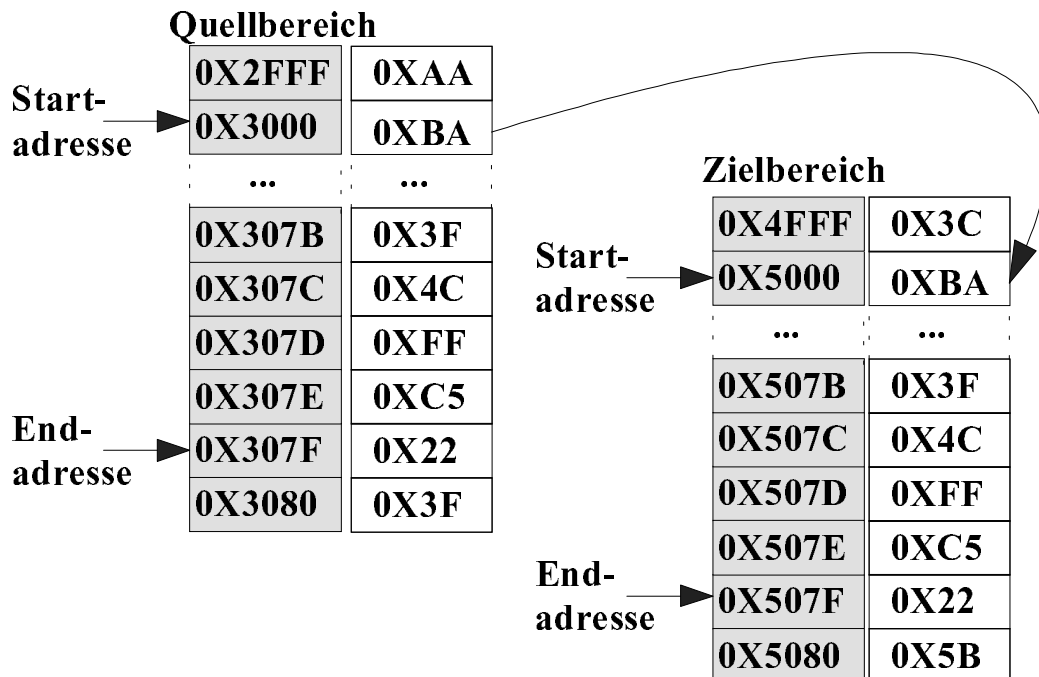 Quellbereich
0X2FFF 0XAA
Start-
adresse
0X3000 0XBA
... ...
0X307B 0X3F
0X307C 0X4C
0X307D 0XFF
0X307E 0XC5
End-
adresse
0X307F 0X22
0X3080 0X3F
Zielbereich
0X4FFF 0X3C
Start-
adresse
0X5000 0XBA
... ...
0X507B 0X3F
0X507C 0X4C
0X507D 0XFF
0X507E 0XC5
End-
adresse
0X507F 0X22
0X5080 0X5B